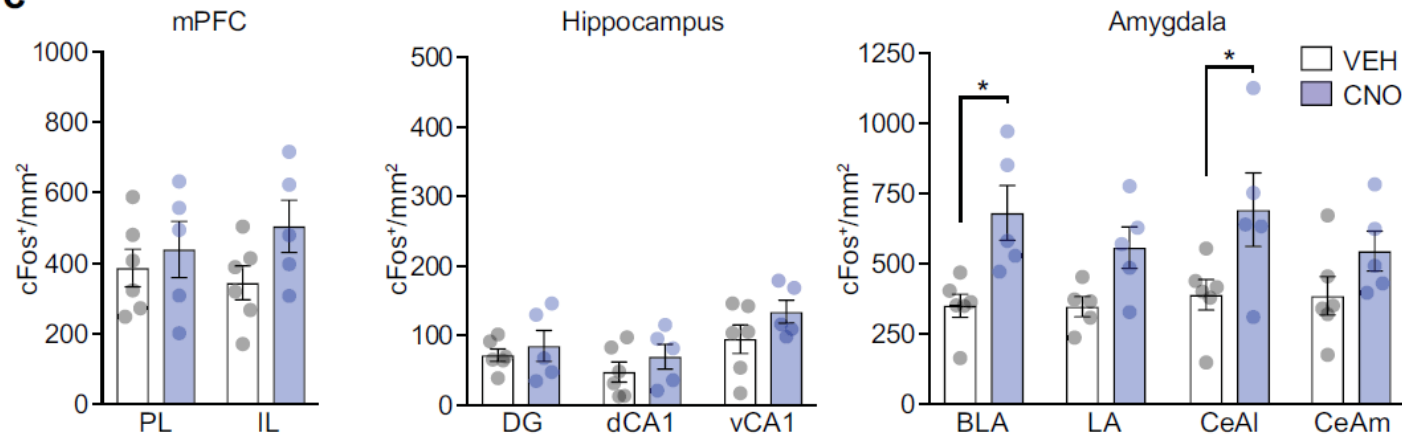 mPFC
Hippocampus
Amygdala
1000
800
600
400
200
0
cFos⁺/mm²
PL
IL
500
400
300
200
100
0
cFos⁺/mm²
DG
dCA1
vCA1
1250
1000
750
500
250
0
cFos⁺/mm²
*
*
VEH
CNO
BLA
LA
CeAl
CeAm